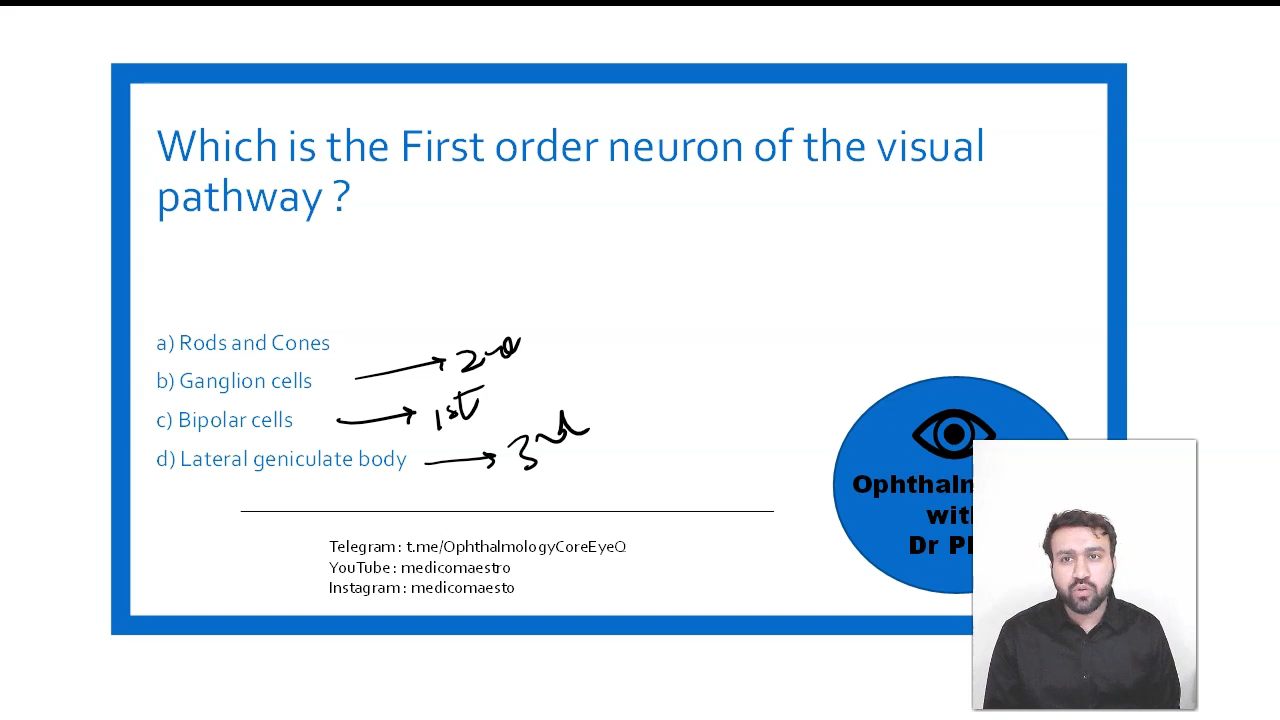 Which is the First order neuron of the visual
pathway ?
a) Rods and Cones
b) Ganglion cells → 2nd
c) Bipolar cells → 1st
d) Lateral geniculate body → 3rd
Telegram : t.me/OphthalmologyCoreEyeQ
YouTube : medicomaestro
Instagram : medicomaesto
Dr